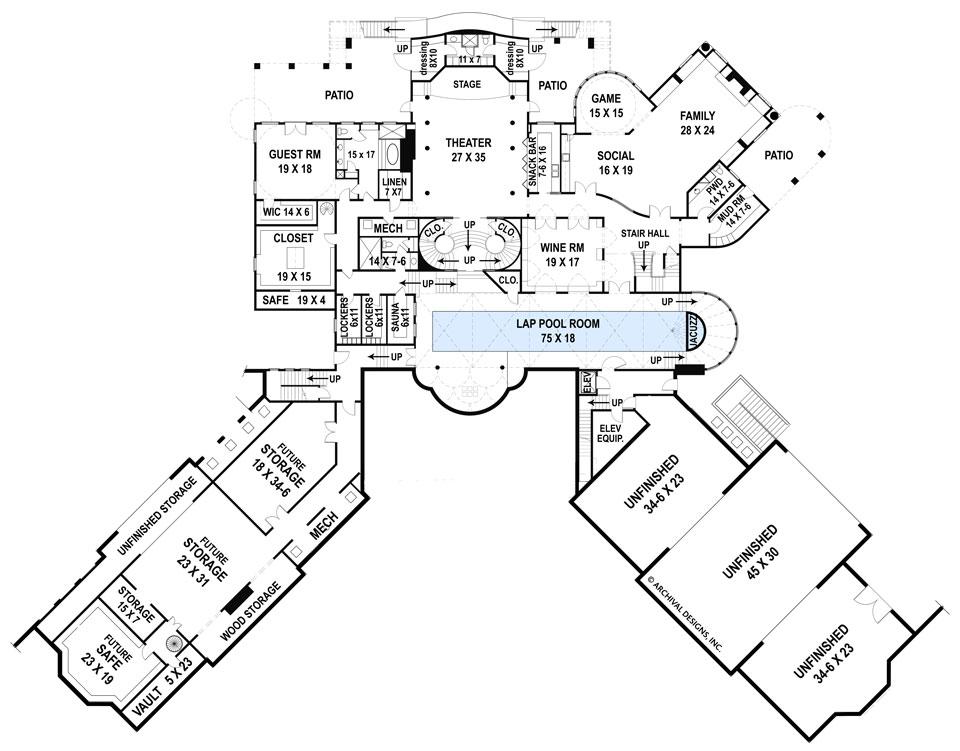 UP
UP
dressing
8X10
11 x 7
dressing
8X10
PATIO
STAGE
PATIO
GAME
15 X 15
FAMILY
28 X 24
THEATER
27 X 35
SNACK BAR
7-6 X 16
SOCIAL
16 X 19
PATIO
GUEST RM
19 X 18
15 x 17
LINEN
7 X7
PWD
14 X 7-6
MUD RM
14 X 7-6
WIC 14 X 6
MECH
CLO.
UP
CLO.
STAIR HALL
UP
CLOSET
19 X 15
14 X 7-6
UP
WINE RM
19 X 17
SAFE 19 X 4
UP
CLO.
LOCKERS
6x11
LOCKERS
6x11
SAUNA
6x11
UP
LAP POOL ROOM
75 X 18
JACUZZI
UP
UP
UP
ELEV
UP
ELEV
EQUIP.
FUTURE
STORAGE
18 X 34-6
UNFINISHED STORAGE
MECH
FUTURE
STORAGE
23 X 31
STORAGE
15 X 7
WOOD STORAGE
FUTURE
SAFE
23 X 19
VAULT 5 X 23
UNFINISHED
34-6 X 23
UNFINISHED
45 X 30
UNFINISHED
34-6 X 23
© ARCHIVAL DESIGNS, INC.